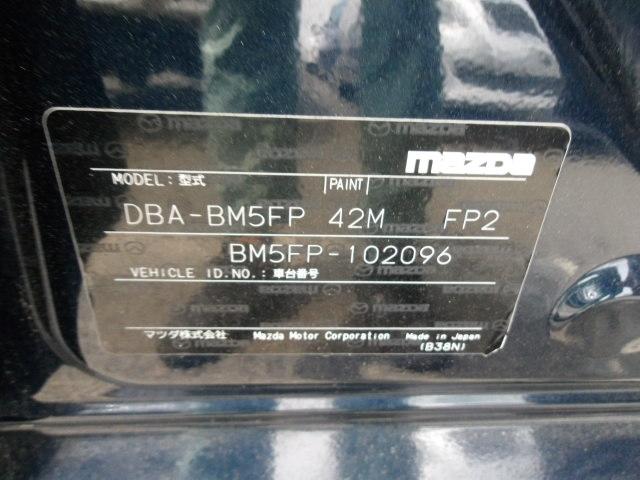 mazda
MODEL: 型式 PAINT
DBA-BM5FP 42M FP2
BM5FP-102096
VEHICLE ID.NO.: 車台番号
マツダ株式会社 Mazda Motor Corporation Made in Japan
(B38N)